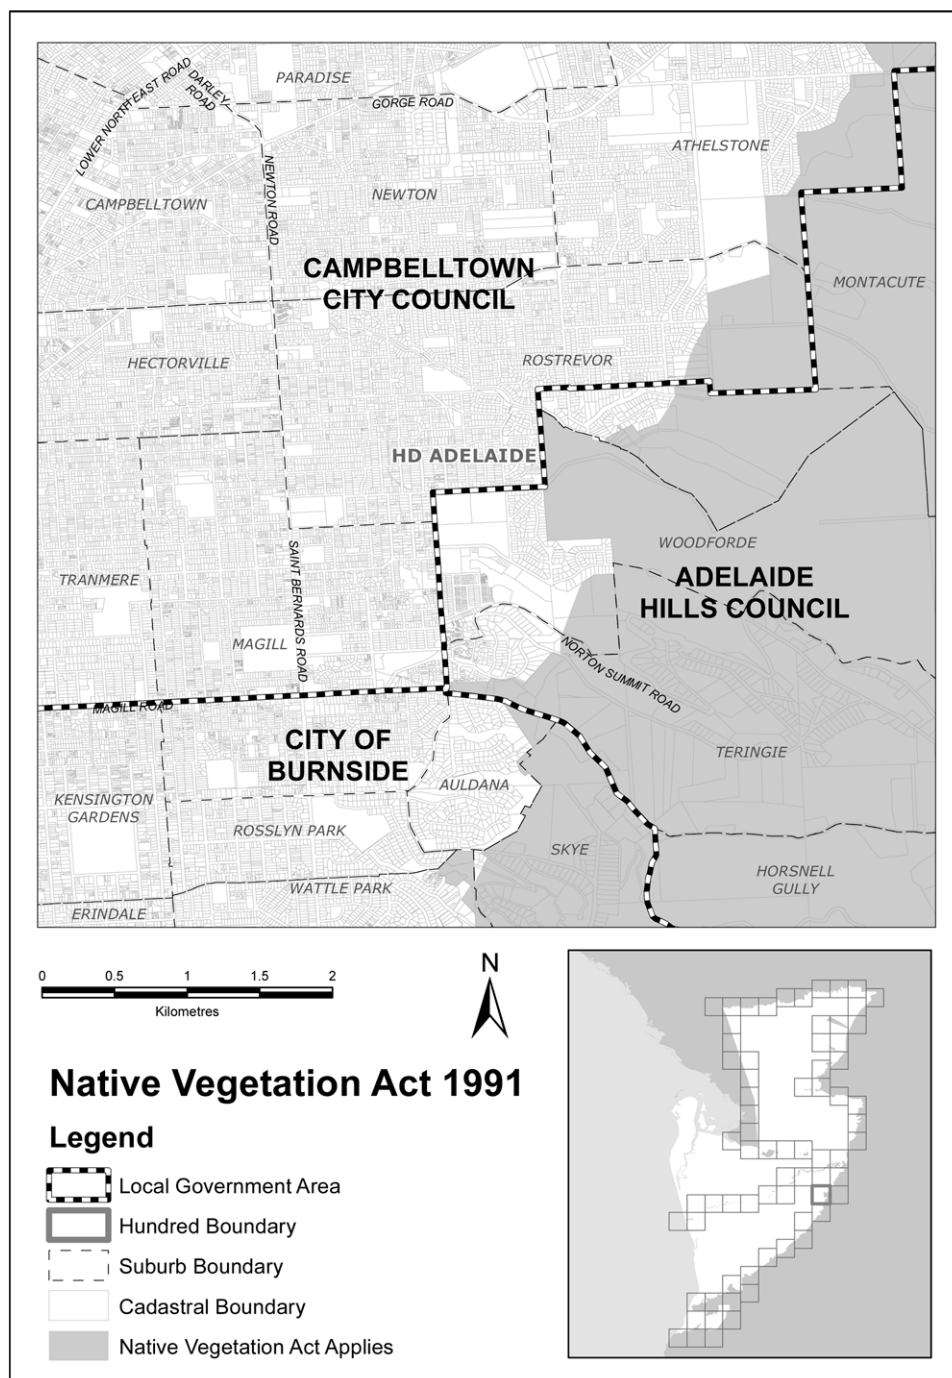 PARADISE
LOWER NORTH EAST ROAD
DARLEY
ROAD
GORGE ROAD
ATHELSTONE
NEWTON ROAD
CAMPBELLTOWN
NEWTON
CAMPBELLTOWN
CITY COUNCIL
MONTACUTE
HECTORVILLE
ROSTREVOR
HD ADELAIDE
WOODFORDE
SAINT BERNARDS ROAD
TRANMERE
ADELAIDE
HILLS COUNCIL
MAGILL
NORTON SUMMIT ROAD
MAGILL ROAD
CITY OF
BURNSIDE
TERINGIE
AULDANA
KENSINGTON
GARDENS
ROSSLYN PARK
SKYE
HORSNELL
GULLY
WATTLE PARK
ERINDALE
0 0.5 1 1.5 2
Kilometres
N
Native Vegetation Act 1991
Legend
Local Government Area
Hundred Boundary
Suburb Boundary
Cadastral Boundary
Native Vegetation Act Applies